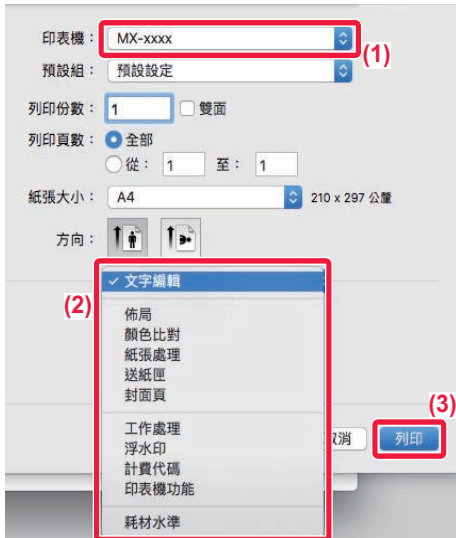 印表機： MX-xxxx
(1)
預設組： 預設設定
列印份數： 1 雙面
列印頁數： 全部
從： 1 至： 1
紙張大小： A4 210 x 297 公釐
方向：
(2)
✓ 文字編輯
佈局
顏色比對
紙張處理
送紙匣
封面頁
工作處理
浮水印
計費代碼
印表機功能
耗材水準
(3)
取消 列印